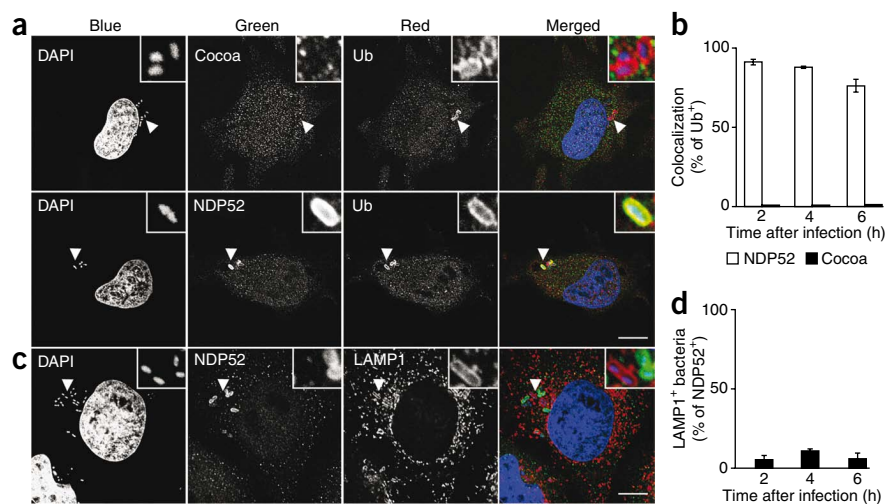 Blue Green Red Merged
a
DAPI Cocoa Ub
DAPI NDP52 Ub
c
DAPI NDP52 LAMP1
b
100
50
0
Colocalization
(% of Ub⁺)
2 4 6
Time after infection (h)
NDP52 Cocoa
d
100
50
0
LAMP1⁺ bacteria
(% of NDP52⁺)
2 4 6
Time after infection (h)